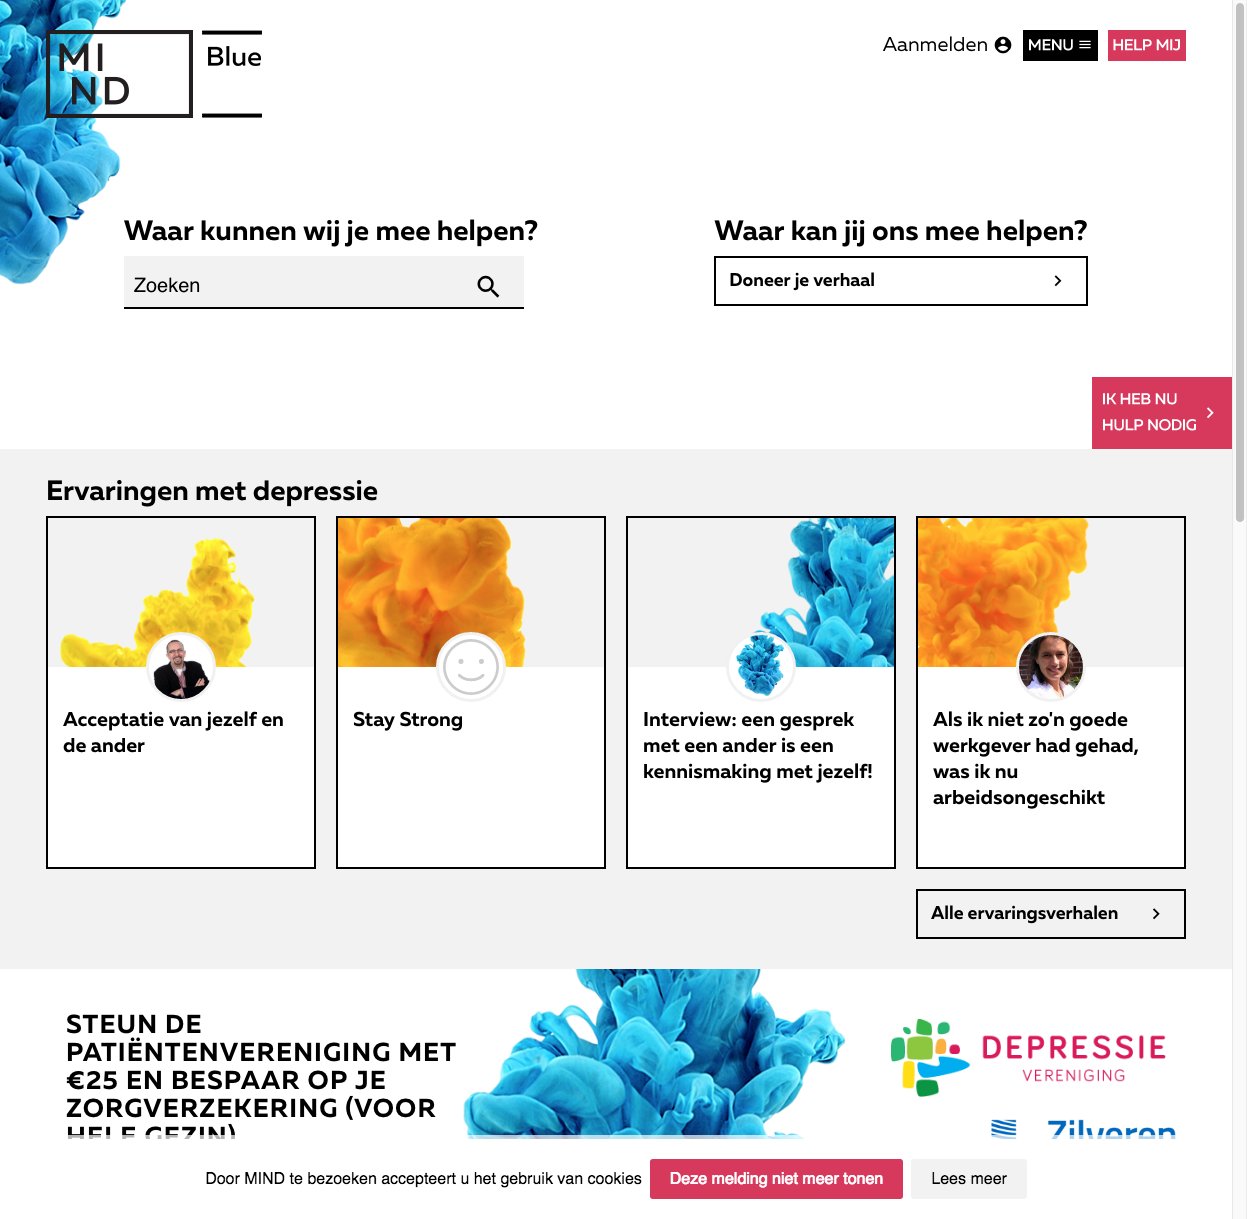 MI
ND
Blue
Aanmelden
MENU
HELP MIJ
Waar kunnen wij je mee helpen?
Zoeken
Waar kan jij ons mee helpen?
Doneer je verhaal
IK HEB NU
HULP NODIG
Ervaringen met depressie
Acceptatie van jezelf en
de ander
Stay Strong
Interview: een gesprek
met een ander is een
kennismaking met jezelf!
Als ik niet zo'n goede
werkgever had gehad,
was ik nu
arbeidsongeschikt
Alle ervaringsverhalen
STEUN DE
PATIËNTENVERENIGING MET
€25 EN BESPAAR OP JE
ZORGVERZEKERING (VOOR
HELE GEZIN)
DEPRESSIE
VERENIGING
Zilveren
Door MIND te bezoeken accepteert u het gebruik van cookies
Deze melding niet meer tonen
Lees meer